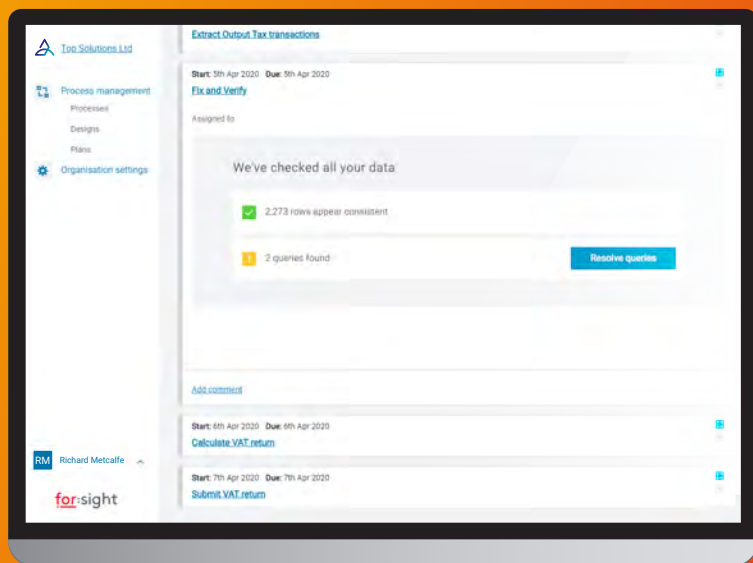 Top Solutions Ltd
Process management
Processes
Designs
Plans
Organisation settings
RM Richard Metcalfe
for:sight
Extract Output Tax transactions
Start: 5th Apr 2020 Due: 5th Apr 2020
Fix and Verify
Assigned to
We've checked all your data
2,273 rows appear consistent
2 queries found
Resolve queries
Add comment
Start: 6th Apr 2020 Due: 6th Apr 2020
Calculate VAT return
Start: 7th Apr 2020 Due: 7th Apr 2020
Submit VAT return